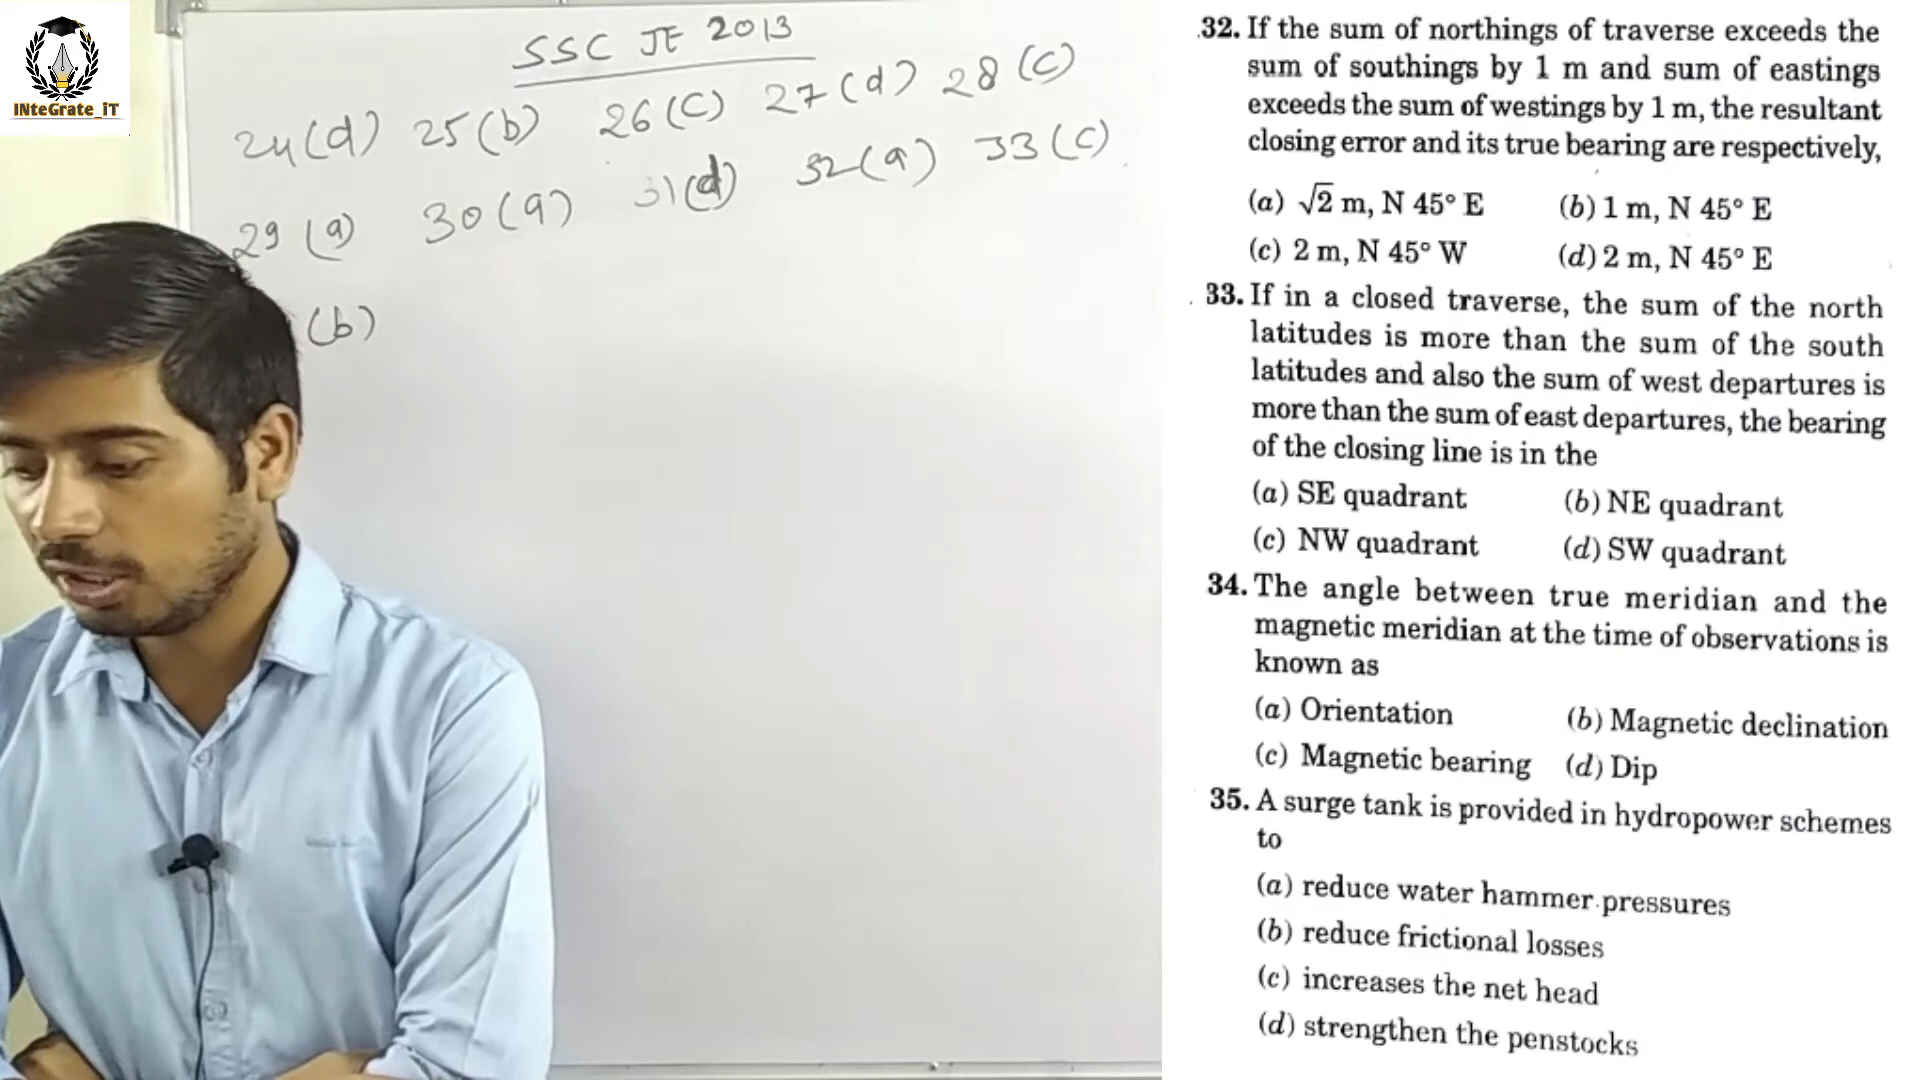 INteGrate_iT
SSC JE 2013
24(d) 25(b) 26(C) 27(d) 28(C)
29(a) 30(a) 31(d) 32(a) 33(C)
(b)
32. If the sum of northings of traverse exceeds the
sum of southings by 1 m and sum of eastings
exceeds the sum of westings by 1 m, the resultant
closing error and its true bearing are respectively,
(a) √2 m, N 45° E (b) 1 m, N 45° E
(c) 2 m, N 45° W (d) 2 m, N 45° E
33. If in a closed traverse, the sum of the north
latitudes is more than the sum of the south
latitudes and also the sum of west departures is
more than the sum of east departures, the bearing
of the closing line is in the
(a) SE quadrant (b) NE quadrant
(c) NW quadrant (d) SW quadrant
34. The angle between true meridian and the
magnetic meridian at the time of observations is
known as
(a) Orientation (b) Magnetic declination
(c) Magnetic bearing (d) Dip
35. A surge tank is provided in hydropower schemes
to
(a) reduce water hammer pressures
(b) reduce frictional losses
(c) increases the net head
(d) strengthen the penstocks